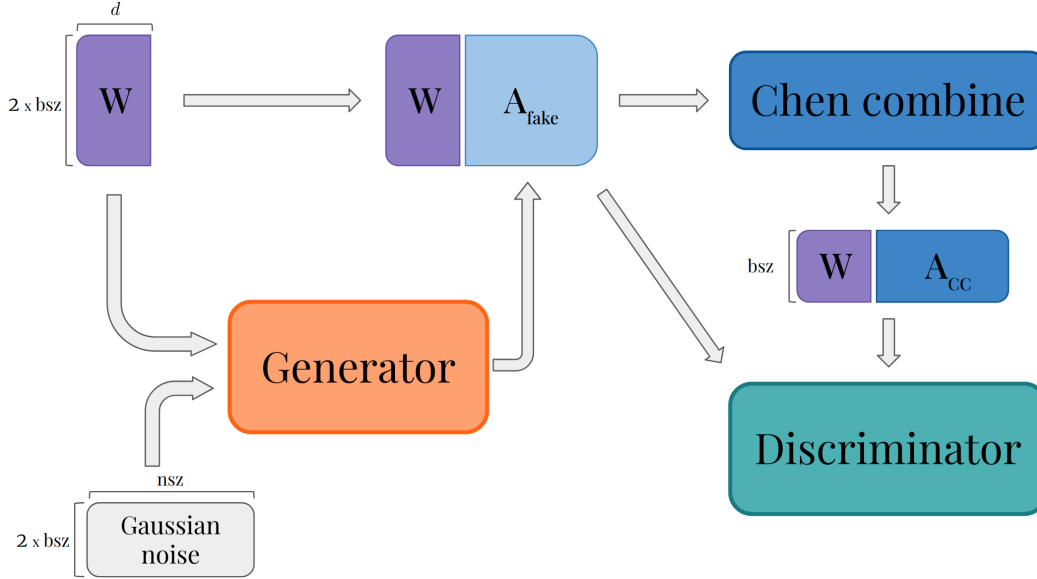 d
2 x bsz
W
W
A_fake
Chen combine
bsz
W
A_CC
Generator
Discriminator
nsz
2 x bsz
Gaussian
noise